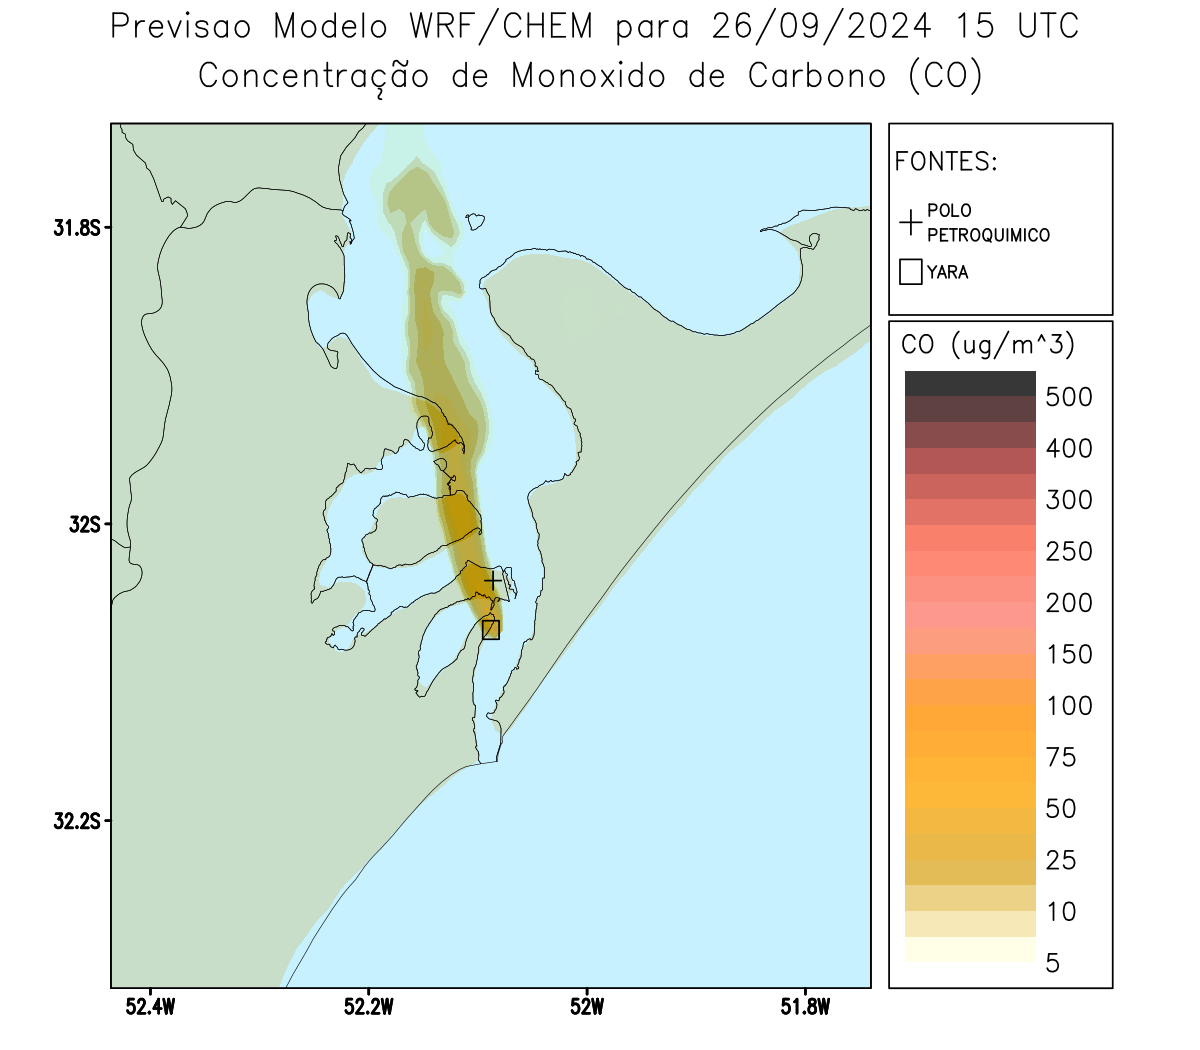 Previsao Modelo WRF/CHEM para 26/09/2024 15 UTC
Concentração de Monoxido de Carbono (CO)
FONTES:
POLO
PETROQUIMICO
YARA
CO (ug/m^3)
500
400
300
250
200
150
100
75
50
25
10
5
31.8S
32S
32.2S
52.4W
52.2W
52W
51.8W